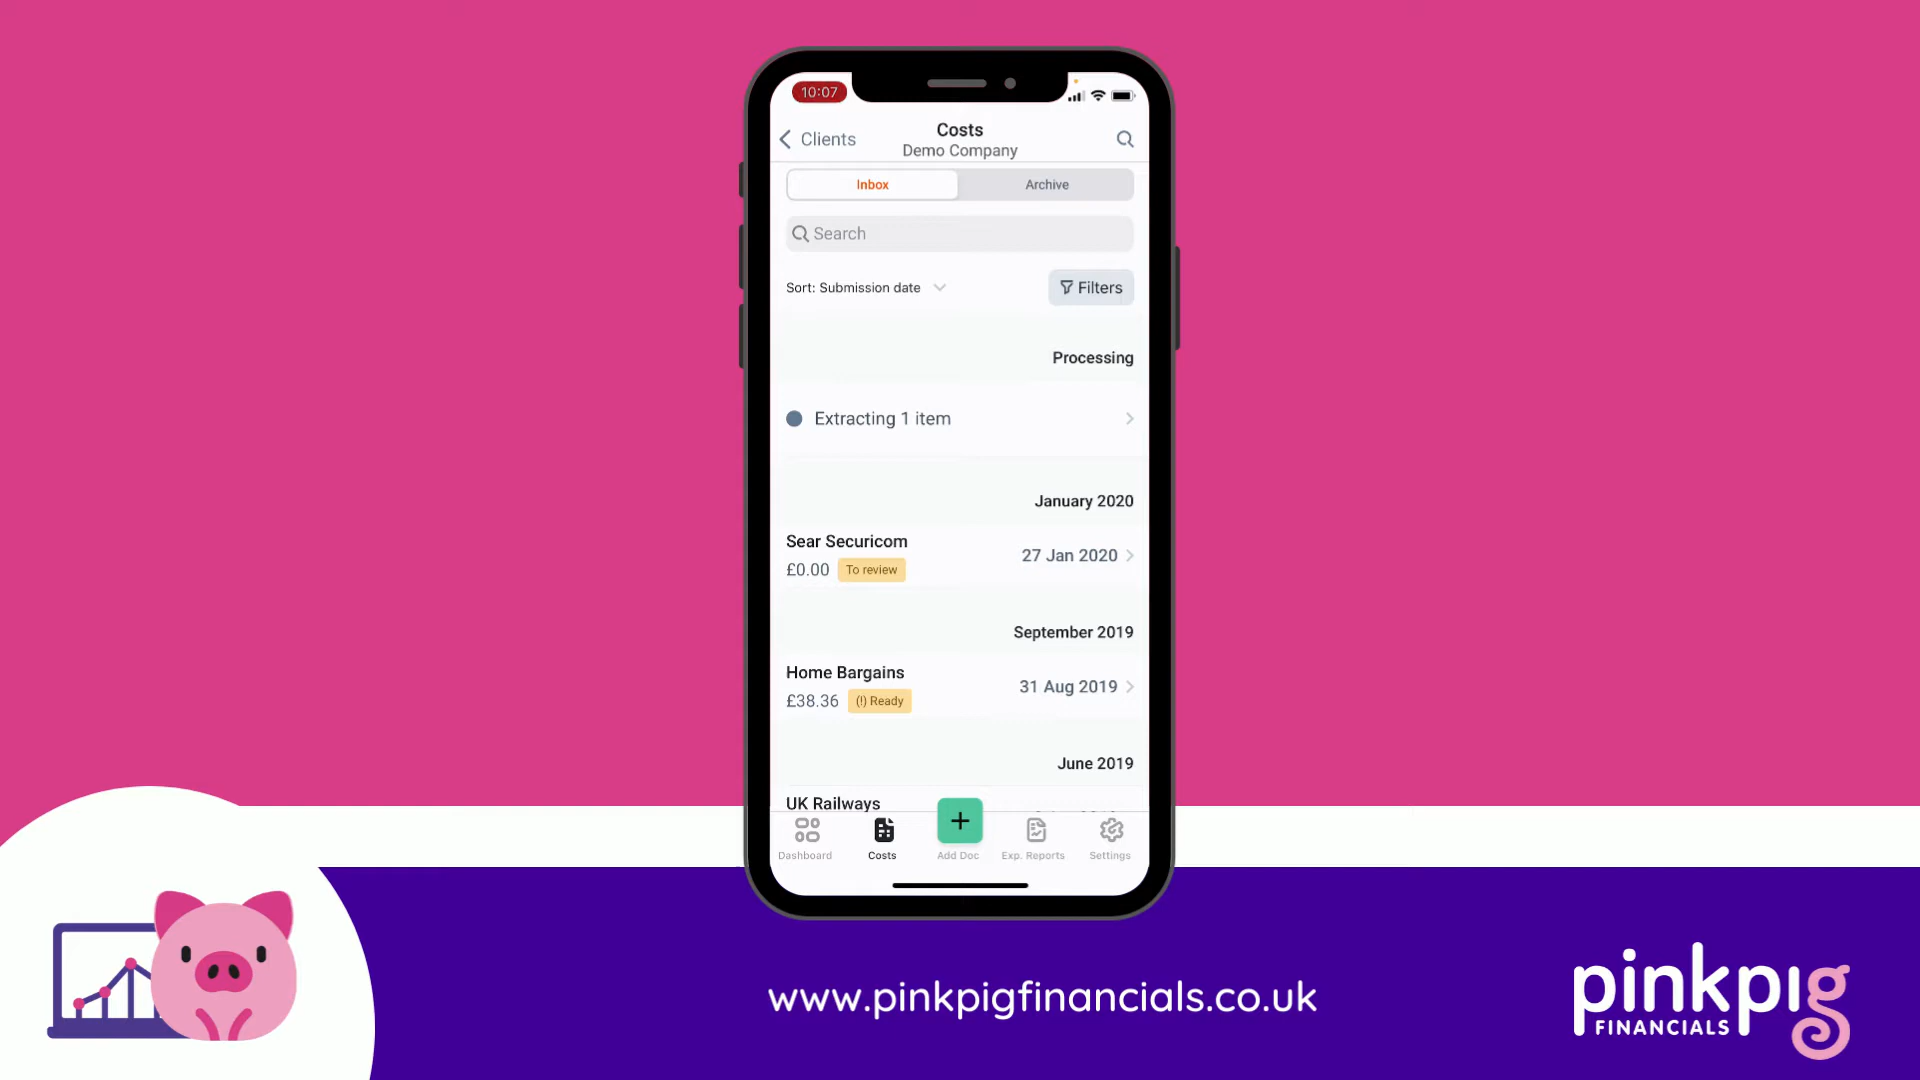 10:07
Clients
Costs
Demo Company
Inbox
Archive
Search
Sort: Submission date
Filters
Processing
Extracting 1 item
January 2020
Sear Securicom
27 Jan 2020
£0.00
To review
September 2019
Home Bargains
31 Aug 2019
£38.36
(!) Ready
June 2019
UK Railways
Dashboard
Costs
Add Doc
Exp. Reports
Settings
www.pinkpigfinancials.co.uk
pinkpig
FINANCIALS